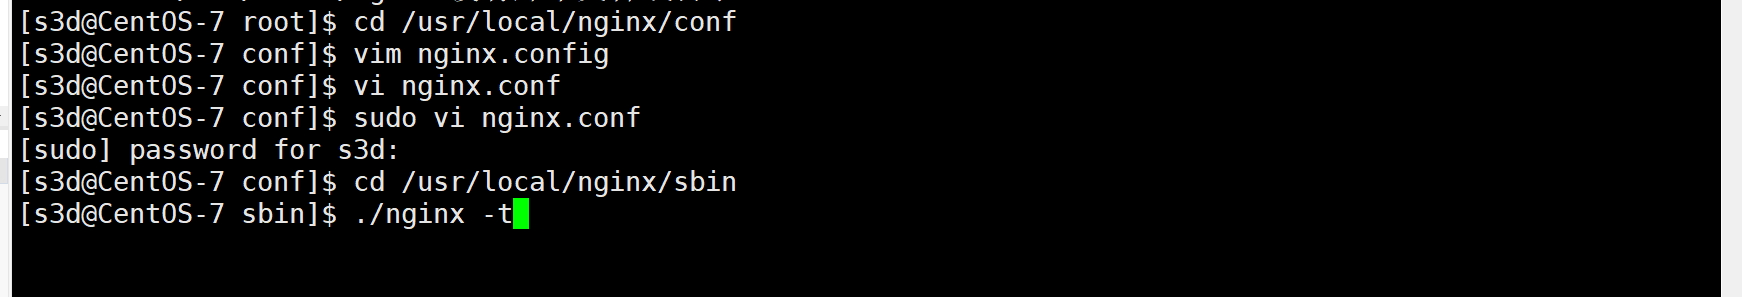 [s3d@CentOS-7 root]$ cd /usr/local/nginx/conf
[s3d@CentOS-7 conf]$ vim nginx.config
[s3d@CentOS-7 conf]$ vi nginx.conf
[s3d@CentOS-7 conf]$ sudo vi nginx.conf
[sudo] password for s3d:
[s3d@CentOS-7 conf]$ cd /usr/local/nginx/sbin
[s3d@CentOS-7 sbin]$ ./nginx -t